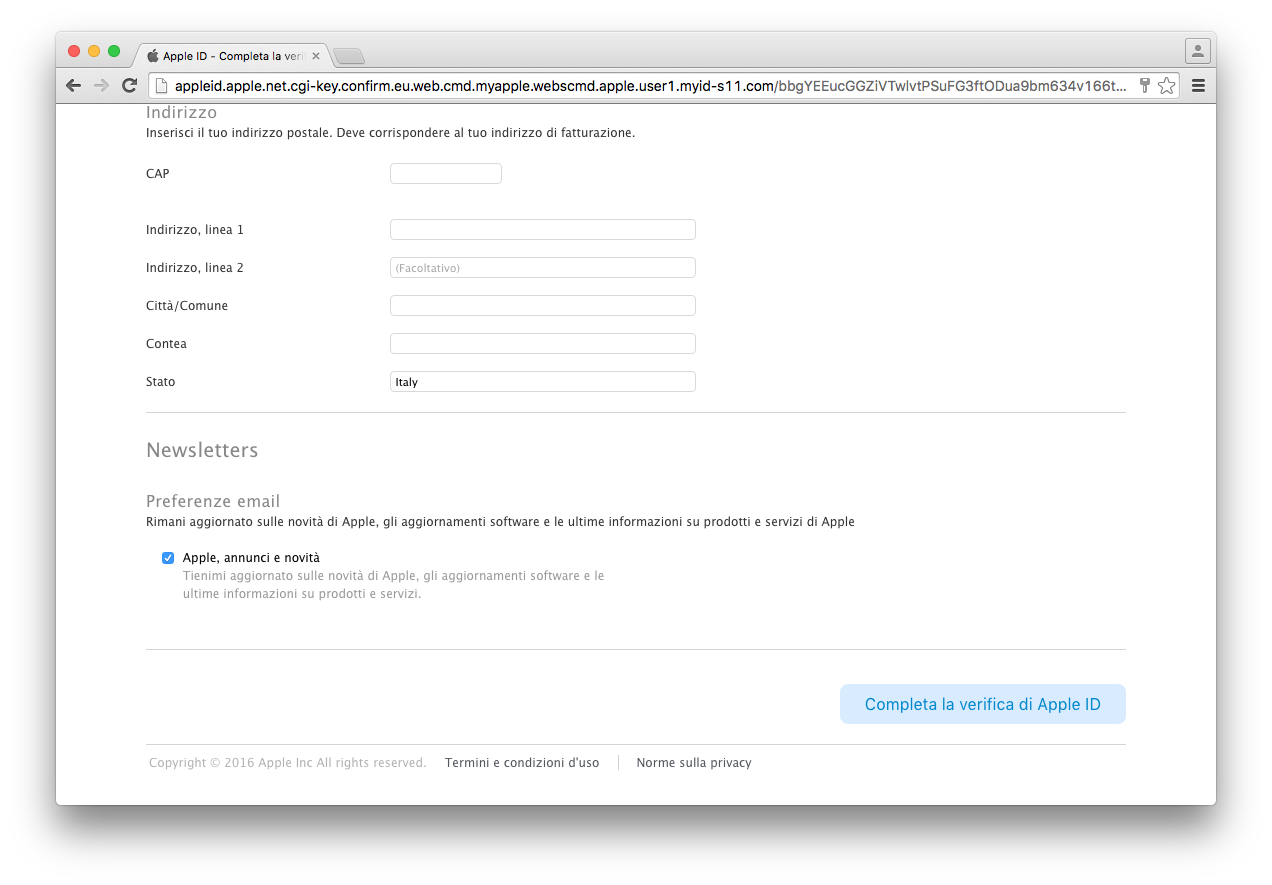 Apple ID - Completa la veri
appleid.apple.net.cgi-key.confirm.eu.web.cmd.myapple.webscmd.apple.user1.myid-s11.com/bbgYEEucGGZiVTwlvtPSuFG3ftODua9bm634v166t...
Indirizzo
Inserisci il tuo indirizzo postale. Deve corrispondere al tuo indirizzo di fatturazione.
CAP
Indirizzo, linea 1
Indirizzo, linea 2 (Facoltativo)
Città/Comune
Contea
Stato Italy
Newsletters
Preferenze email
Rimani aggiornato sulle novità di Apple, gli aggiornamenti software e le ultime informazioni su prodotti e servizi di Apple
Apple, annunci e novità
Tienimi aggiornato sulle novità di Apple, gli aggiornamenti software e le
ultime informazioni su prodotti e servizi.
Completa la verifica di Apple ID
Copyright © 2016 Apple Inc All rights reserved. Termini e condizioni d'uso Norme sulla privacy